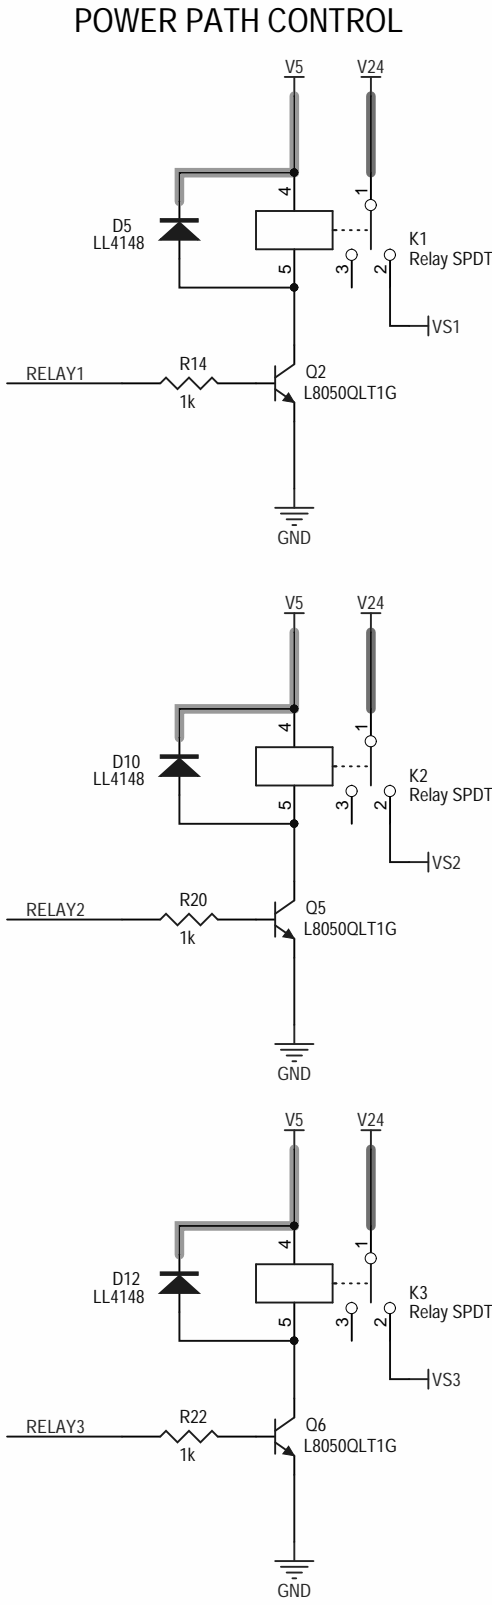 POWER PATH CONTROL
V5 V24
4 1
D5
LL4148
K1
Relay SPDT
5 3 2
VS1
RELAY1 R14 Q2
1k L8050QLT1G
GND
V5 V24
4 1
D10
LL4148
K2
Relay SPDT
5 3 2
VS2
RELAY2 R20 Q5
1k L8050QLT1G
GND
V5 V24
4 1
D12
LL4148
K3
Relay SPDT
5 3 2
VS3
RELAY3 R22 Q6
1k L8050QLT1G
GND